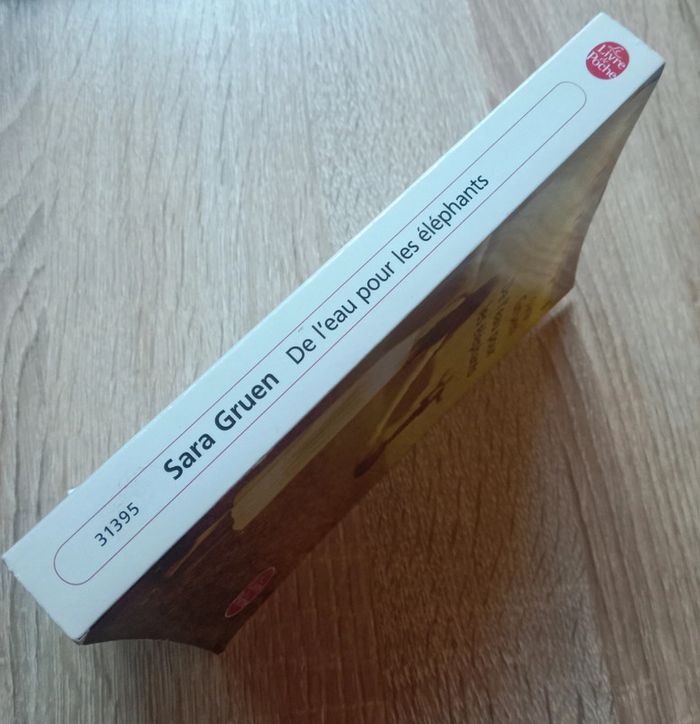 31395 Sara Gruen De l'eau pour les éléphants
Le
Livre
de
Poche